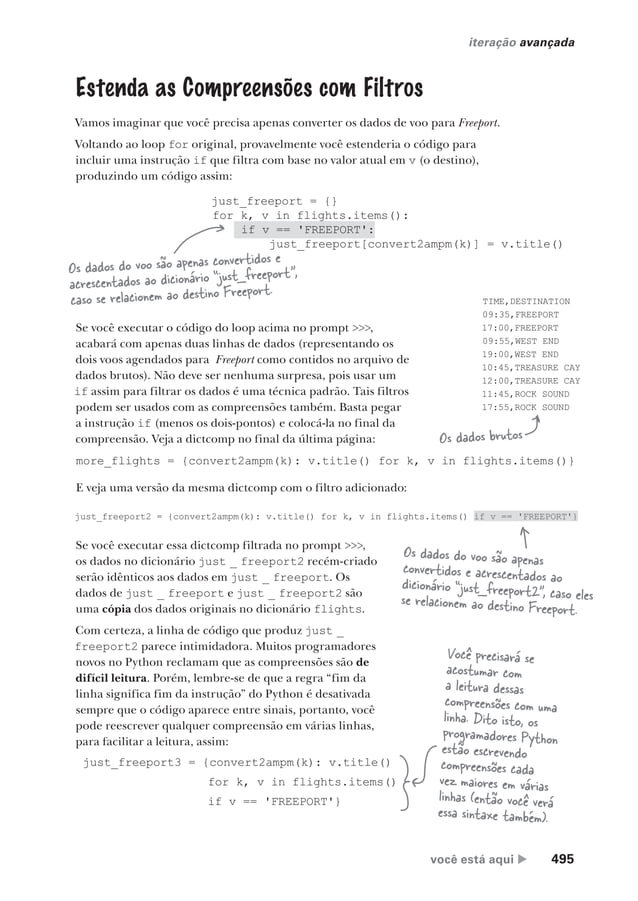 iteração avançada
Estenda as Compreensões com Filtros
Vamos imaginar que você precisa apenas converter os dados de voo para Freeport.
Voltando ao loop for original, provavelmente você estenderia o código para
incluir uma instrução if que filtra com base no valor atual em v (o destino),
produzindo um código assim:
just_freeport = {}
for k, v in flights.items():
if v == 'FREEPORT':
just_freeport[convert2ampm(k)] = v.title()
Os dados do voo são apenas convertidos e
acrescentados ao dicionário "just_freeport",
caso se relacionem ao destino Freeport.
Se você executar o código do loop acima no prompt >>>,
acabará com apenas duas linhas de dados (representando os
dois voos agendados para Freeport como contidos no arquivo de
dados brutos). Não deve ser nenhuma surpresa, pois usar um
if assim para filtrar os dados é uma técnica padrão. Tais filtros
podem ser usados com as compreensões também. Basta pegar
a instrução if (menos os dois-pontos) e colocá-la no final da
compreensão. Veja a dictcomp no final da última página:
TIME,DESTINATION
09:35,FREEPORT
17:00,FREEPORT
09:55,WEST END
19:00,WEST END
10:45,TREASURE CAY
12:00,TREASURE CAY
11:45,ROCK SOUND
17:55,ROCK SOUND
Os dados brutos
more_flights = {convert2ampm(k): v.title() for k, v in flights.items()}
E veja uma versão da mesma dictcomp com o filtro adicionado:
just_freeport2 = {convert2ampm(k): v.title() for k, v in flights.items() if v == 'FREEPORT'}
Se você executar essa dictcomp filtrada no prompt >>>,
os dados no dicionário just _ freeport2 recém-criado
serão idênticos aos dados em just _ freeport. Os
dados de just _ freeport e just _ freeport2 são
uma cópia dos dados originais no dicionário flights.
Os dados do voo são apenas
convertidos e acrescentados ao
dicionário "just_freeport2", caso eles
se relacionem ao destino Freeport.
Com certeza, a linha de código que produz just _
freeport2 parece intimidadora. Muitos programadores
novos no Python reclamam que as compreensões são de
difícil leitura. Porém, lembre-se de que a regra “fim da
linha significa fim da instrução” do Python é desativada
sempre que o código aparece entre sinais, portanto, você
pode reescrever qualquer compreensão em várias linhas,
para facilitar a leitura, assim:
just_freeport3 = {convert2ampm(k): v.title()
for k, v in flights.items()
if v == 'FREEPORT'}
Você precisará se
acostumar com
a leitura dessas
compreensões com uma
linha. Dito isto, os
programadores Python
estão escrevendo
compreensões cada
vez maiores em várias
linhas (então você verá
essa sintaxe também).
você está aqui ▶ 495